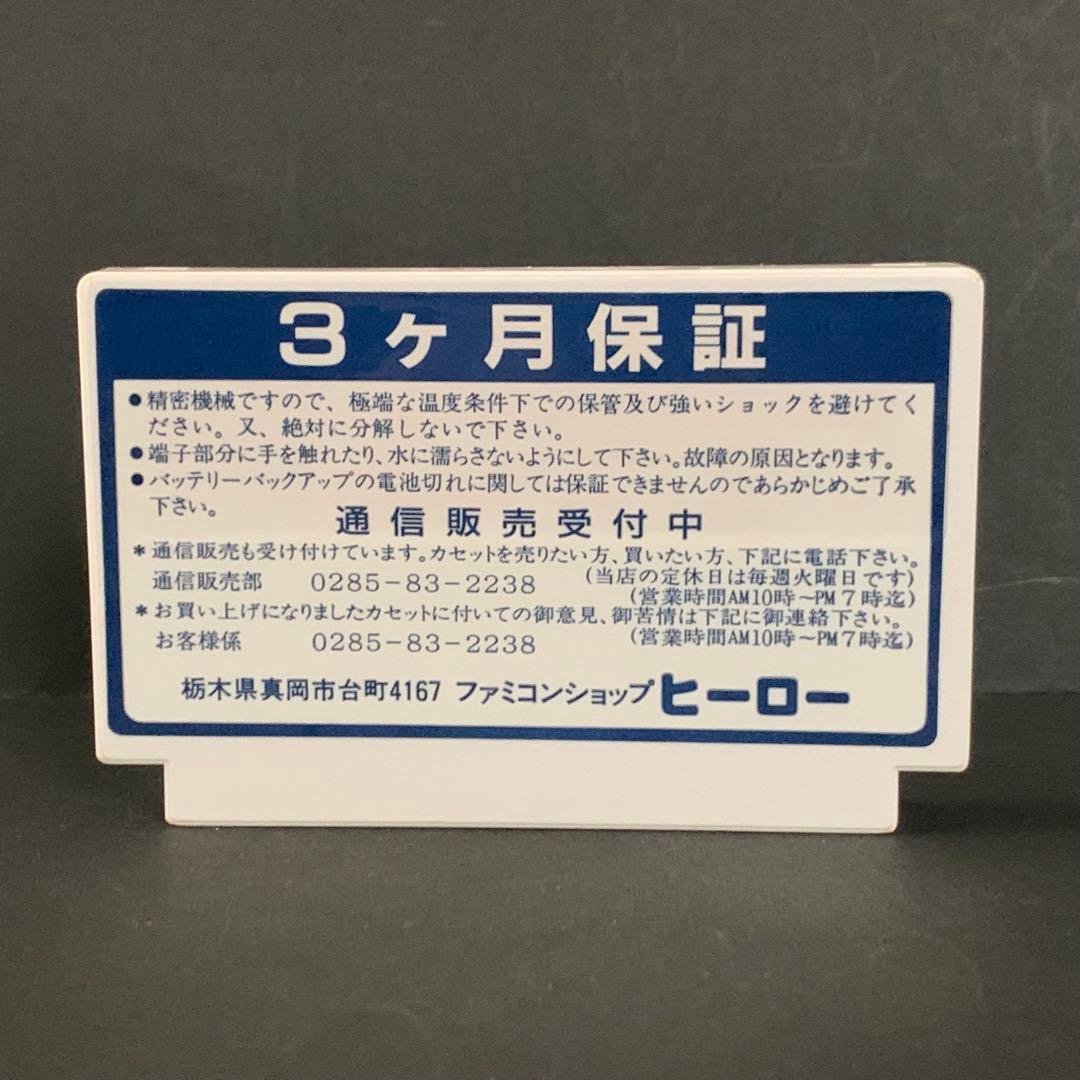 3ヶ月保証
●精密機械ですので、極端な温度条件下での保管及び強いショックを避けてく
ださい。又、絶対に分解しないで下さい。
●端子部分に手を触れたり、水に濡らさないようにして下さい。故障の原因となります。
●バッテリーバックアップの電池切れに関しては保証できませんのであらかじめご了承
下さい。
通信販売受付中
*通信販売も受け付けています。カセットを売りたい方、買いたい方、下記に電話下さい。
通信販売部 0285-83-2238 (当店の定休日は毎週火曜日です)
(営業時間AM10時〜PM7時迄)
*お買い上げになりましたカセットに付いての御意見、御苦情は下記に御連絡下さい。
お客様係 0285-83-2238 (営業時間AM10時〜PM7時迄)
栃木県真岡市台町4167 ファミコンショップ ヒーロー